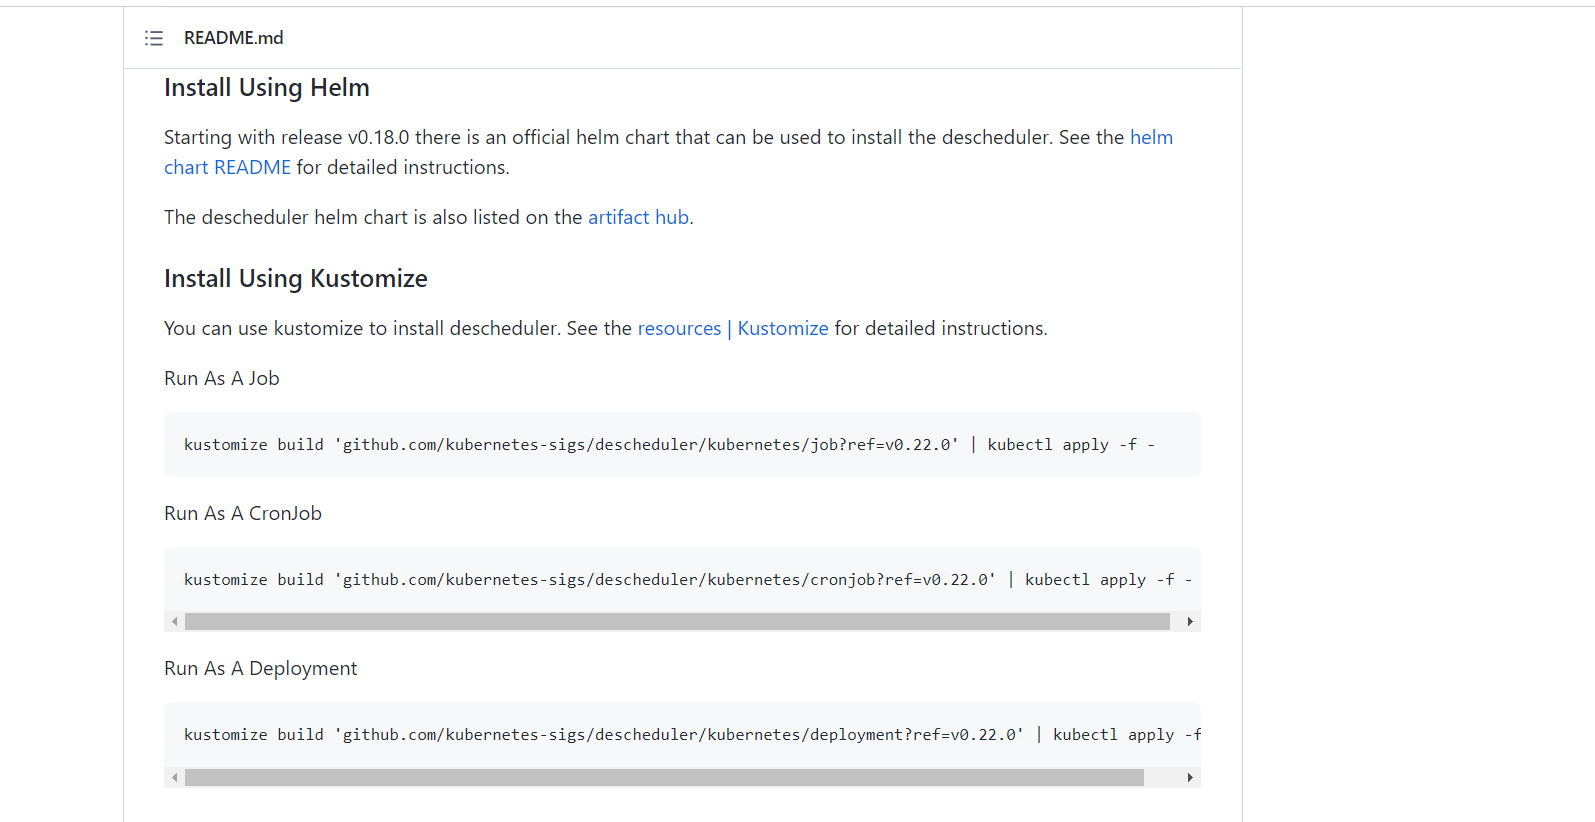 README.md
Install Using Helm
Starting with release v0.18.0 there is an official helm chart that can be used to install the descheduler. See the helm
chart README for detailed instructions.
The descheduler helm chart is also listed on the artifact hub.
Install Using Kustomize
You can use kustomize to install descheduler. See the resources | Kustomize for detailed instructions.
Run As A Job
kustomize build 'github.com/kubernetes-sigs/descheduler/kubernetes/job?ref=v0.22.0' | kubectl apply -f -
Run As A CronJob
kustomize build 'github.com/kubernetes-sigs/descheduler/kubernetes/cronjob?ref=v0.22.0' | kubectl apply -f -
Run As A Deployment
kustomize build 'github.com/kubernetes-sigs/descheduler/kubernetes/deployment?ref=v0.22.0' | kubectl apply -f